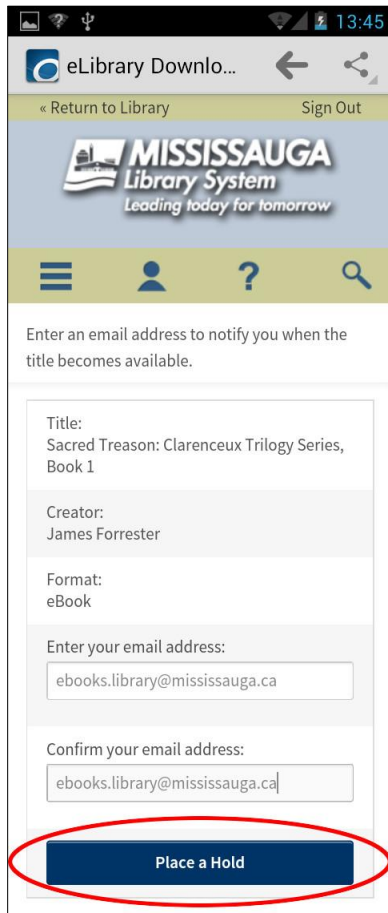 13:45
eLibrary Downlo...
« Return to Library
Sign Out
MISSISSAUGA
Library System
Leading today for tomorrow
?
Enter an email address to notify you when the
title becomes available.
Title:
Sacred Treason: Clarenceux Trilogy Series,
Book 1
Creator:
James Forrester
Format:
eBook
Enter your email address:
ebooks.library@mississauga.ca
Confirm your email address:
ebooks.library@mississauga.ca
Place a Hold